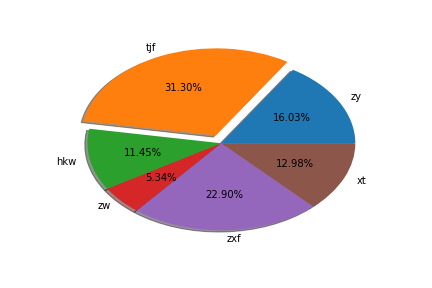 tjf
31.30%
zy
16.03%
hkw
11.45%
12.98%
xt
5.34%
zw
22.90%
zxf